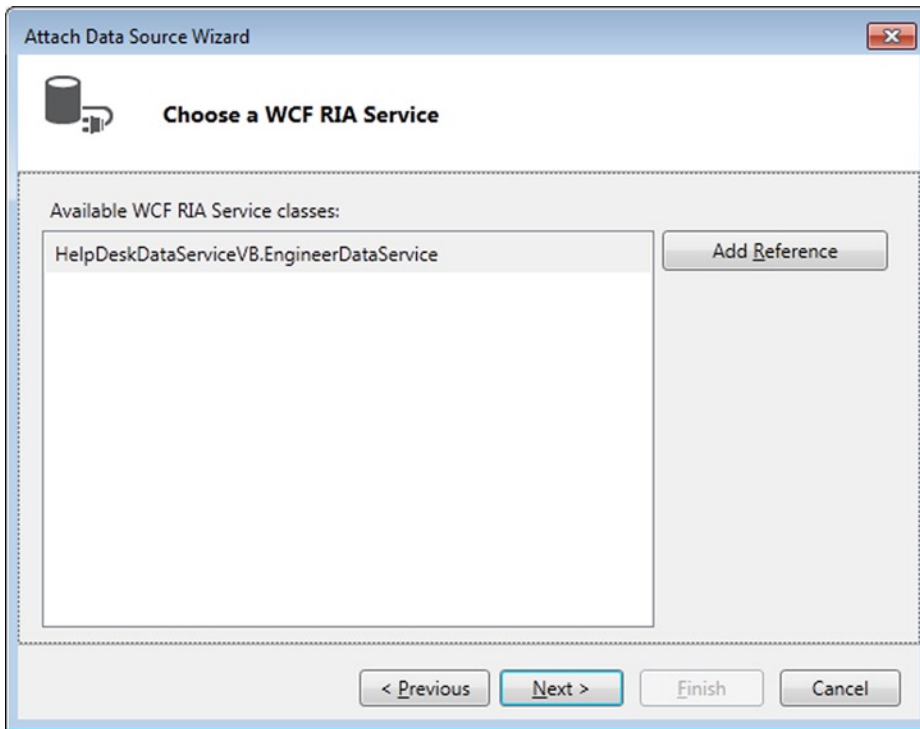 Attach Data Source Wizard
Choose a WCF RIA Service
Available WCF RIA Service classes:
HelpDeskDataServiceVB.EngineerDataService
Add Reference
< Previous
Next >
Finish
Cancel